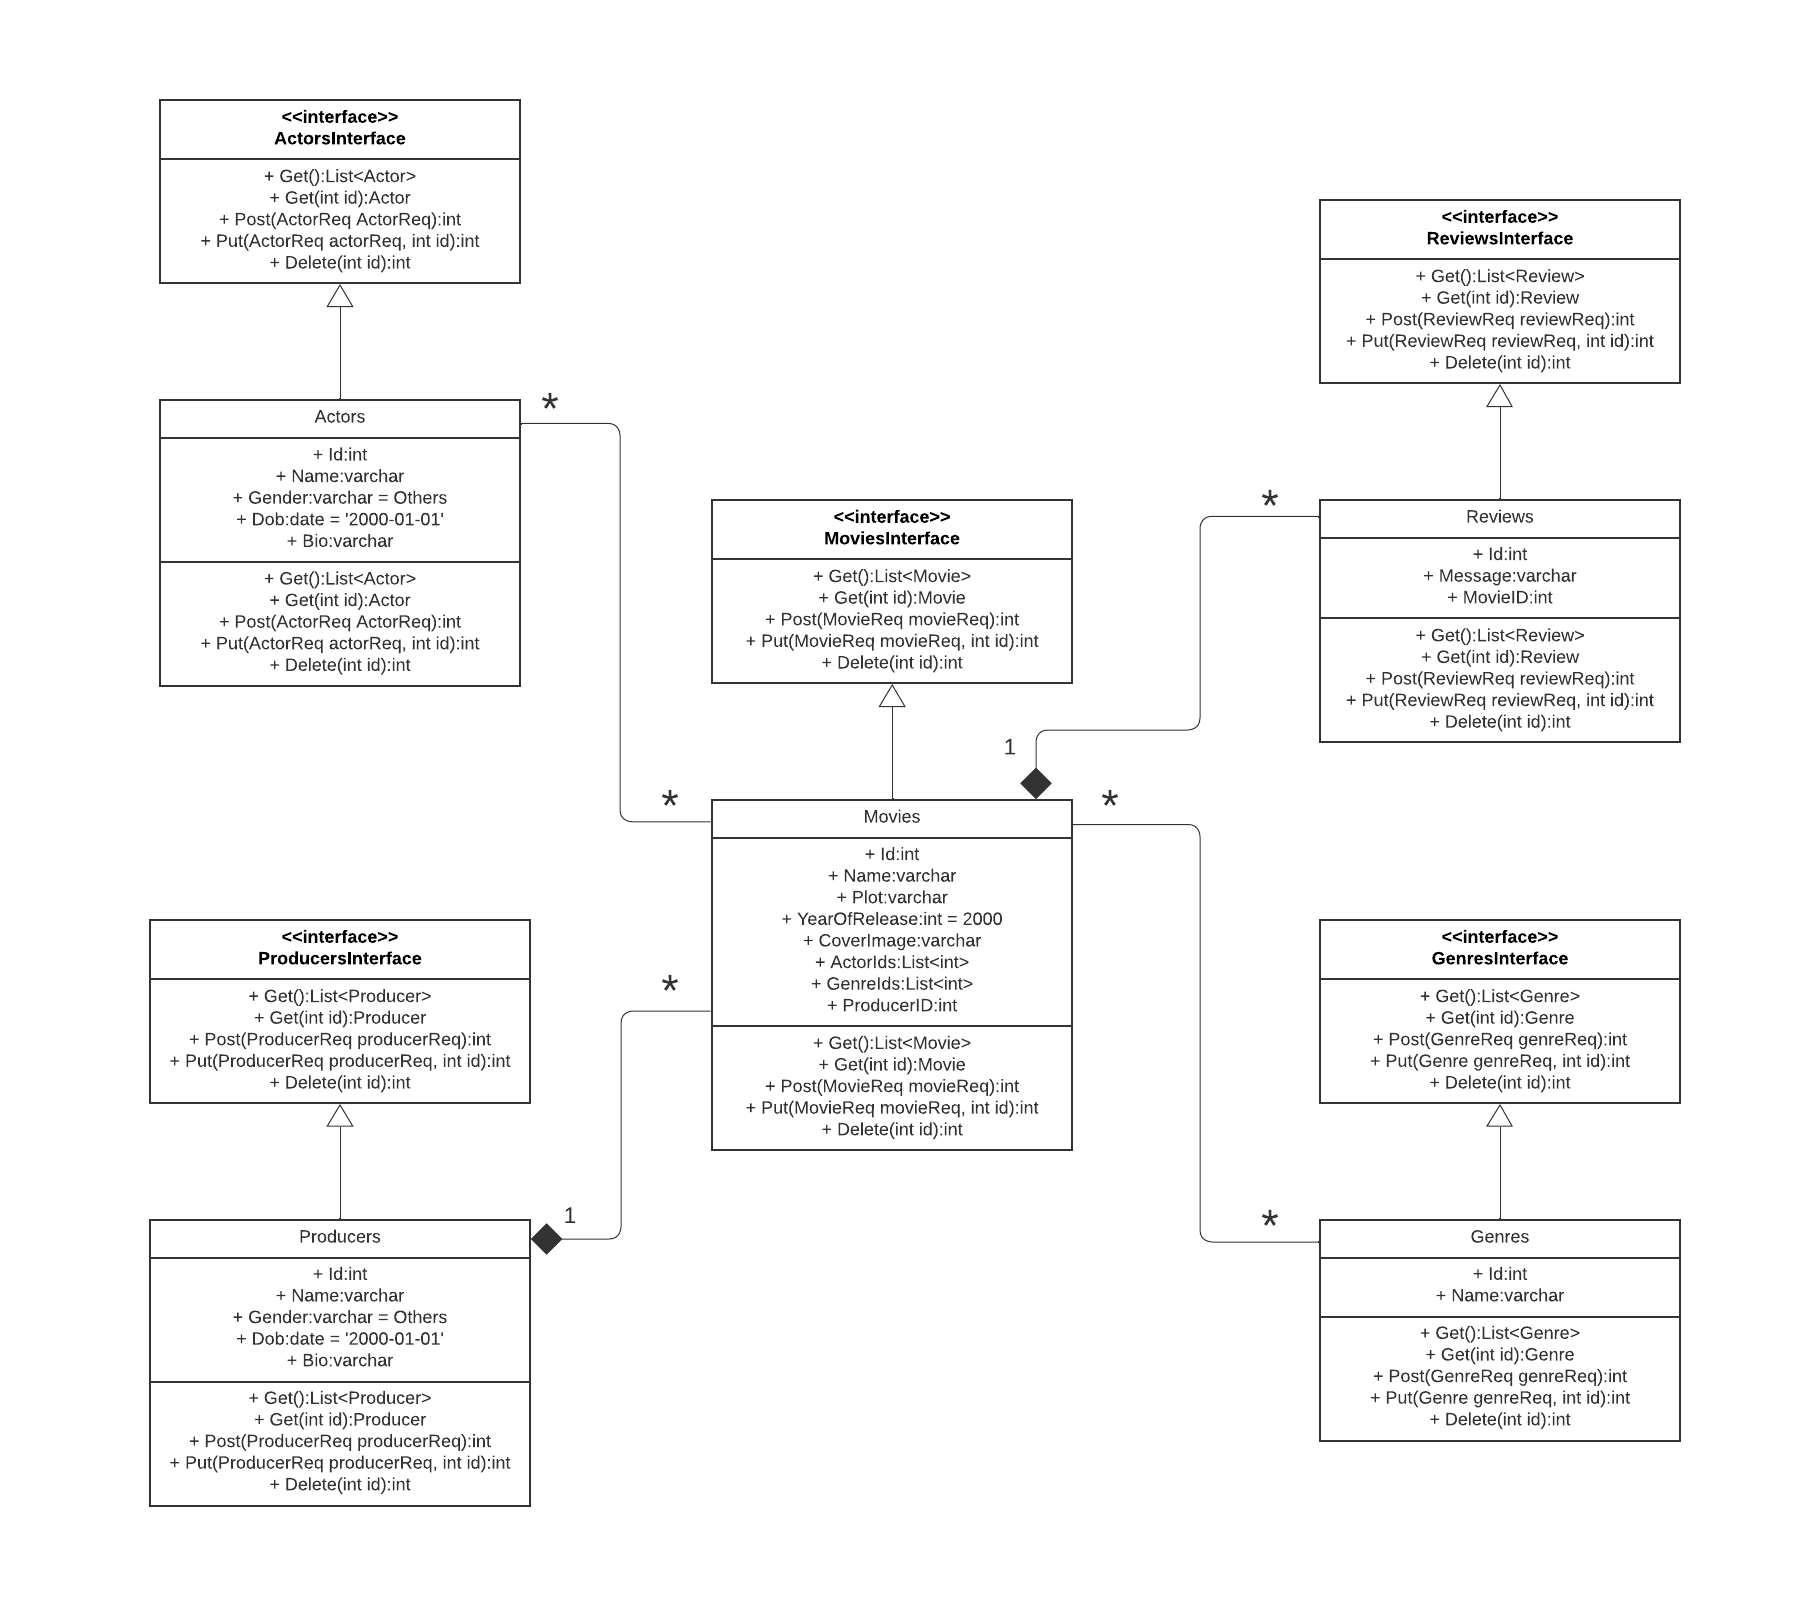 <<interface>>
ActorsInterface
+ Get():List<Actor>
+ Get(int id):Actor
+ Post(ActorReq ActorReq):int
+ Put(ActorReq actorReq, int id):int
+ Delete(int id):int
Actors
+ Id:int
+ Name:varchar
+ Gender:varchar = Others
+ Dob:date = '2000-01-01'
+ Bio:varchar
+ Get():List<Actor>
+ Get(int id):Actor
+ Post(ActorReq ActorReq):int
+ Put(ActorReq actorReq, int id):int
+ Delete(int id):int
*
*
<<interface>>
ReviewsInterface
+ Get():List<Review>
+ Get(int id):Review
+ Post(ReviewReq reviewReq):int
+ Put(ReviewReq reviewReq, int id):int
+ Delete(int id):int
*
Reviews
+ Id:int
+ Message:varchar
+ MovieID:int
+ Get():List<Review>
+ Get(int id):Review
+ Post(ReviewReq reviewReq):int
+ Put(ReviewReq reviewReq, int id):int
+ Delete(int id):int
<<interface>>
MoviesInterface
+ Get():List<Movie>
+ Get(int id):Movie
+ Post(MovieReq movieReq):int
+ Put(MovieReq movieReq, int id):int
+ Delete(int id):int
1
*
Movies
+ Id:int
+ Name:varchar
+ Plot:varchar
+ YearOfRelease:int = 2000
+ CoverImage:varchar
+ ActorIds:List<int>
+ GenreIds:List<int>
+ ProducerID:int
+ Get():List<Movie>
+ Get(int id):Movie
+ Post(MovieReq movieReq):int
+ Put(MovieReq movieReq, int id):int
+ Delete(int id):int
<<interface>>
ProducersInterface
+ Get():List<Producer>
+ Get(int id):Producer
+ Post(ProducerReq producerReq):int
+ Put(ProducerReq producerReq, int id):int
+ Delete(int id):int
*
1
Producers
+ Id:int
+ Name:varchar
+ Gender:varchar = Others
+ Dob:date = '2000-01-01'
+ Bio:varchar
+ Get():List<Producer>
+ Get(int id):Producer
+ Post(ProducerReq producerReq):int
+ Put(ProducerReq producerReq, int id):int
+ Delete(int id):int
<<interface>>
GenresInterface
+ Get():List<Genre>
+ Get(int id):Genre
+ Post(GenreReq genreReq):int
+ Put(Genre genreReq, int id):int
+ Delete(int id):int
*
Genres
+ Id:int
+ Name:varchar
+ Get():List<Genre>
+ Get(int id):Genre
+ Post(GenreReq genreReq):int
+ Put(Genre genreReq, int id):int
+ Delete(int id):int